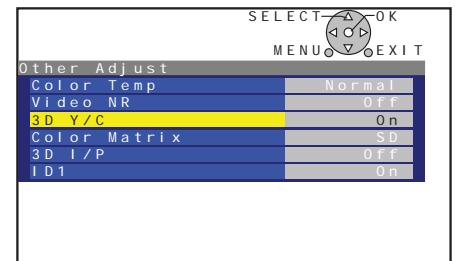 SELECT OK
MENU EXIT
Other Adjust
Color Temp Normal
Video NR Off
3D Y/C On
Color Matrix SD
3D I/P Off
ID1 On